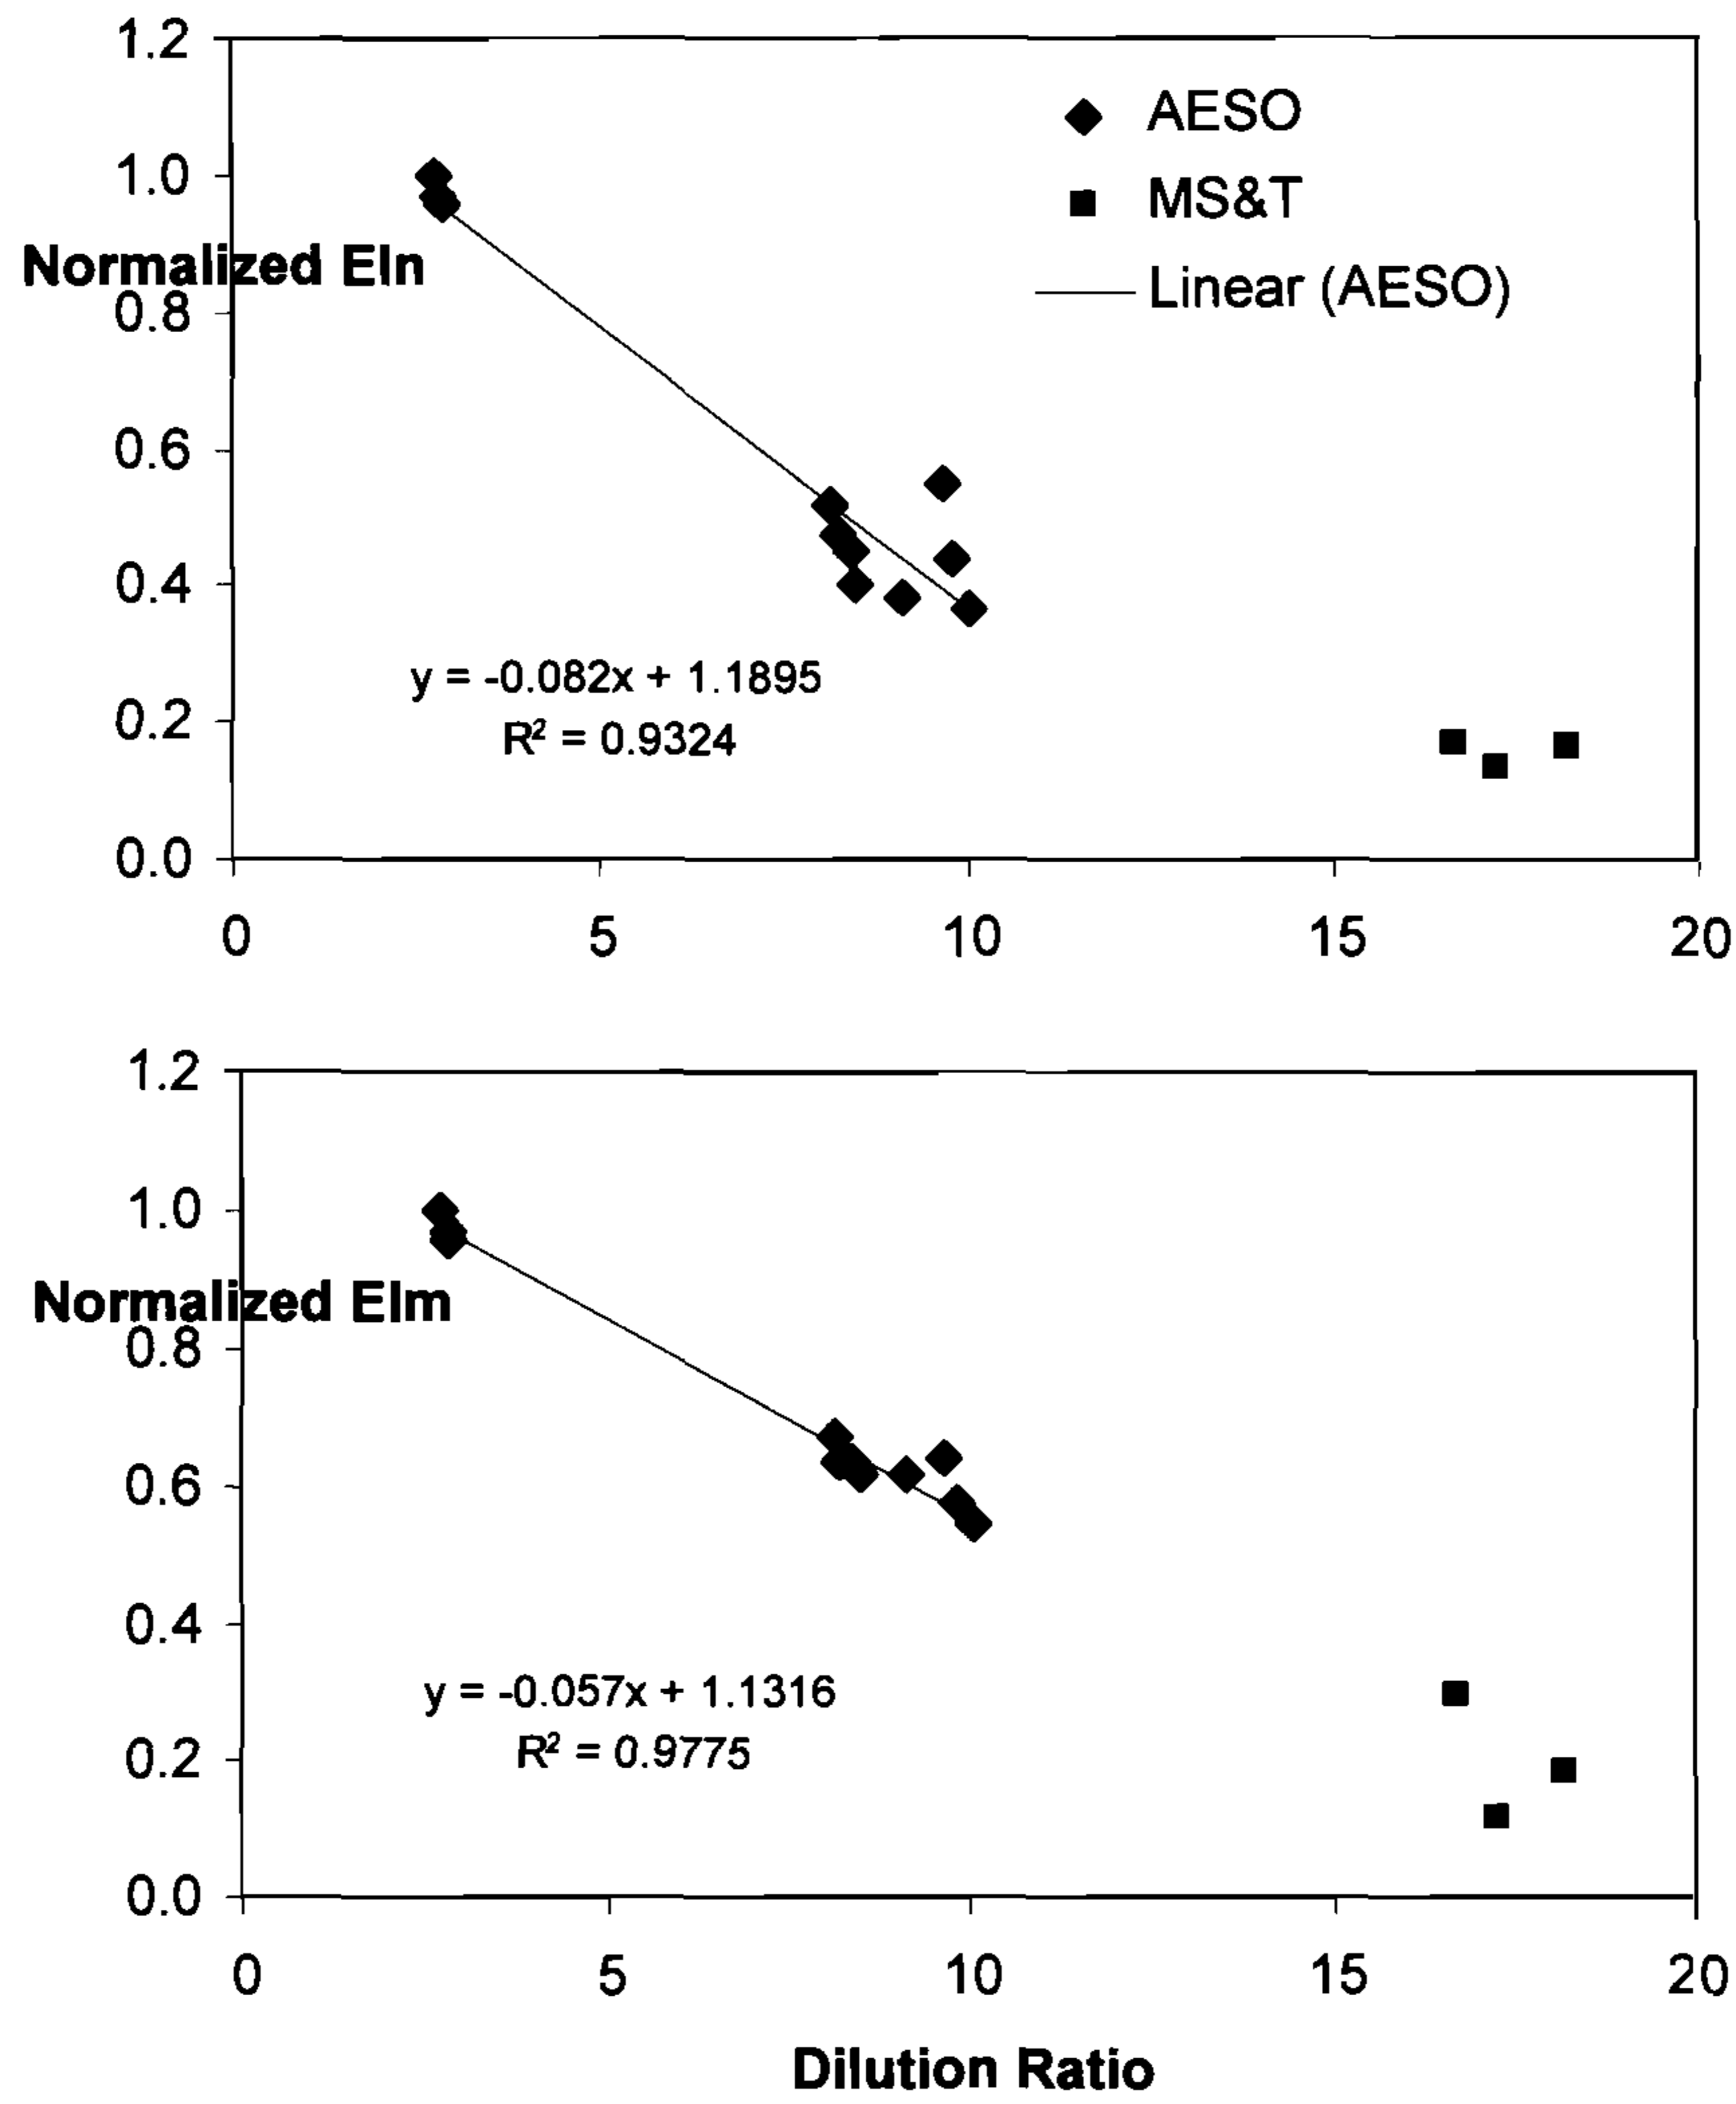 1.2
AESO
1.0
MS&T
Normalized EIn
Linear (AESO)
0.8
0.6
0.4
y = -0.082x + 1.1895
0.2
R² = 0.9324
0.0
0 5 10 15 20
1.2
1.0
Normalized EIm
0.8
0.6
0.4
y = -0.057x + 1.1316
0.2
R² = 0.9775
0.0
0 5 10 15 20
Dilution Ratio